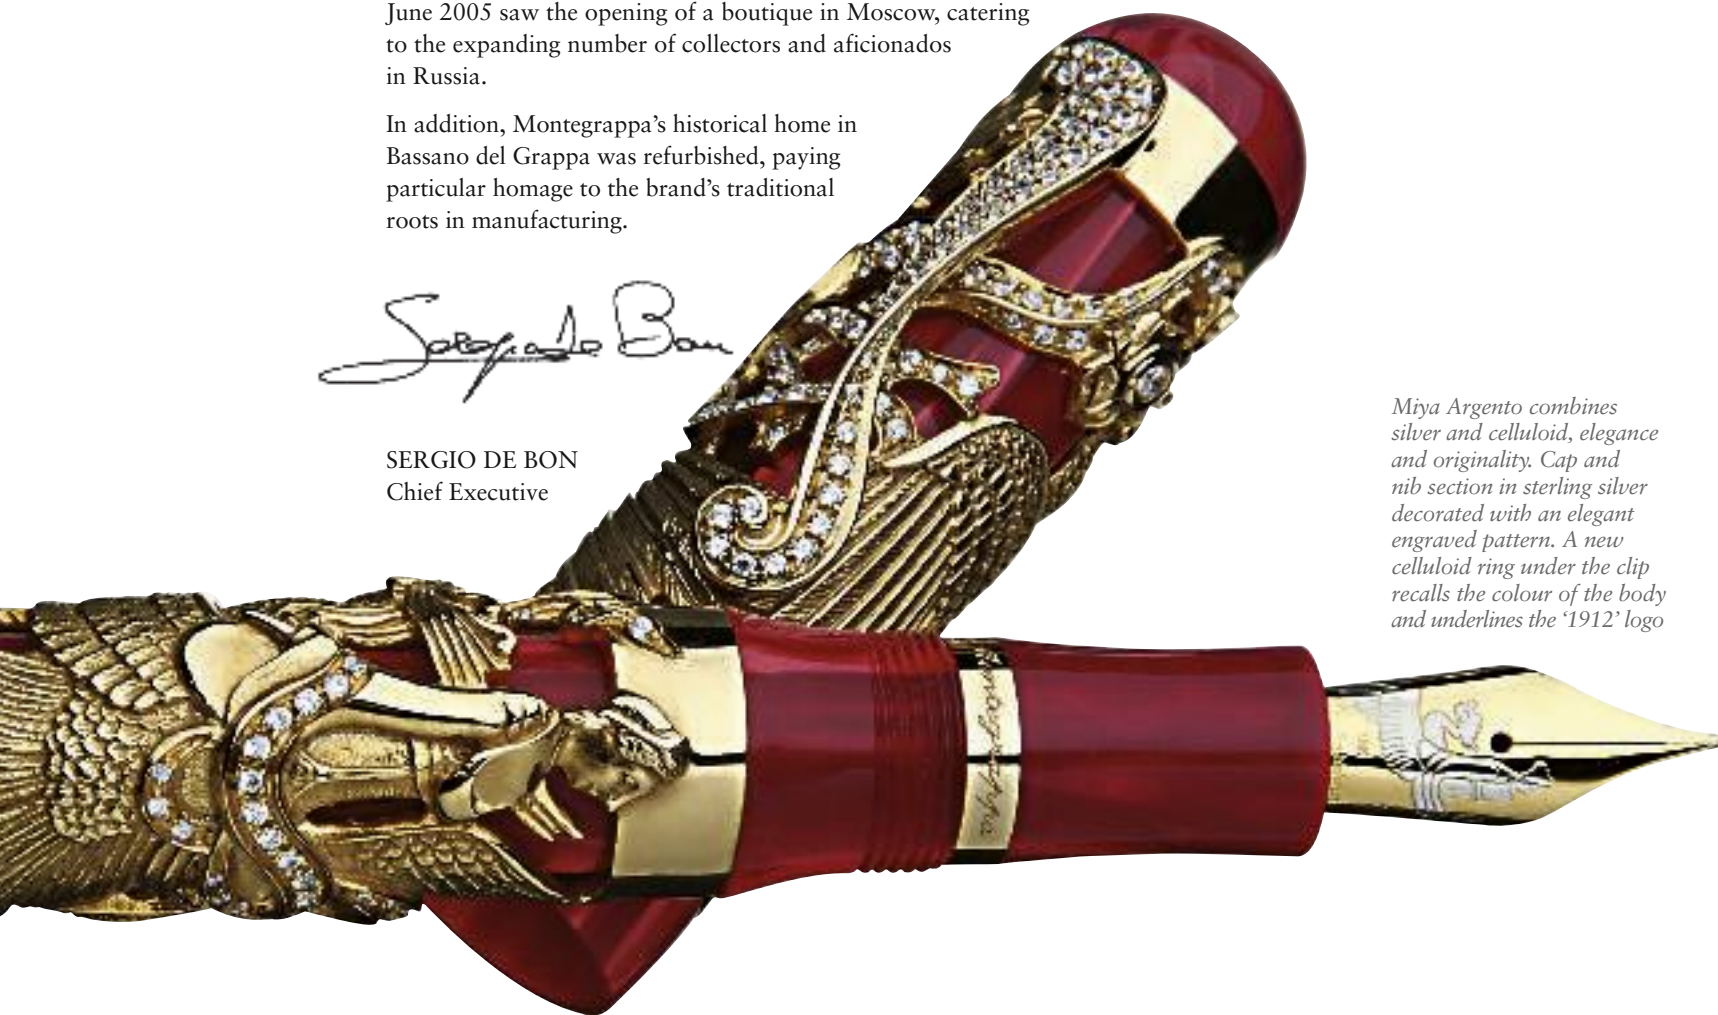 June 2005 saw the opening of a boutique in Moscow, catering
to the expanding number of collectors and aficionados
in Russia.
In addition, Montegrappa’s historical home in
Bassano del Grappa was refurbished, paying
particular homage to the brand’s traditional
roots in manufacturing.
Sergio de Bon
SERGIO DE BON
Chief Executive
Miya Argento combines
silver and celluloid, elegance
and originality. Cap and
nib section in sterling silver
decorated with an elegant
engraved pattern. A new
celluloid ring under the clip
recalls the colour of the body
and underlines the ‘1912’ logo
Montegrappa